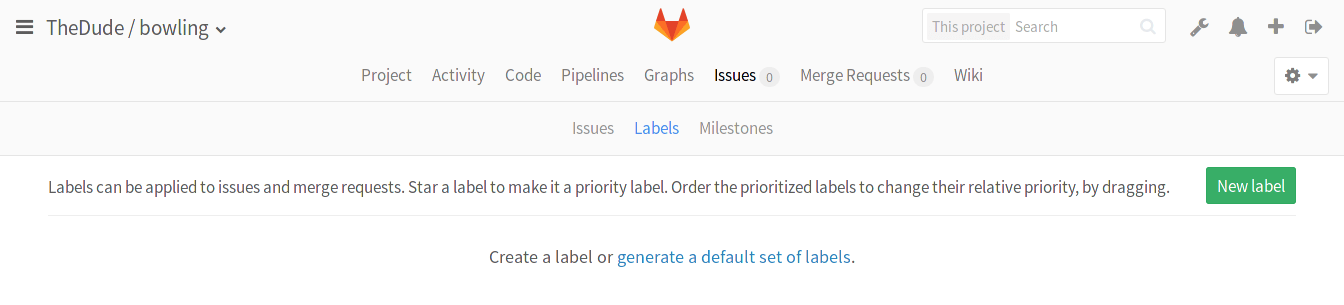 TheDude / bowling
This project Search
Project Activity Code Pipelines Graphs Issues 0 Merge Requests 0 Wiki
Issues Labels Milestones
Labels can be applied to issues and merge requests. Star a label to make it a priority label. Order the prioritized labels to change their relative priority, by dragging.
New label
Create a label or generate a default set of labels.